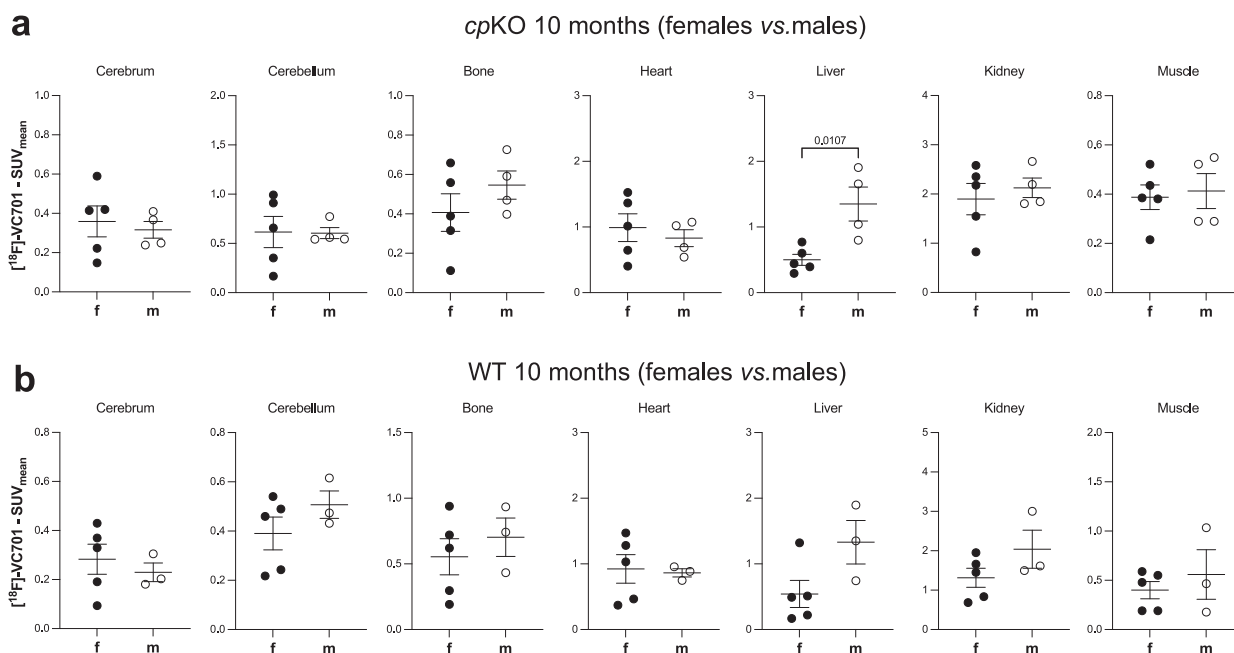 a
cpKO 10 months (females vs.males)
Cerebrum Cerebellum Bone Heart Liver Kidney Muscle
[¹⁸F]-VC701 - SUVmean
1.0 2.0 1.0 3 3 4 1.0
0.8 0.8 0.8
1.5 3
0.6 0.6 2 2 0.6
0.0107
1.0 2
0.4 0.4 0.4
1 1
0.5 1
0.2 0.2 0.2
0.0 0.0 0.0 0 0 0 0.0
f m f m f m f m f m f m f m
b
WT 10 months (females vs.males)
Cerebrum Cerebellum Bone Heart Liver Kidney Muscle
[¹⁸F]-VC701 - SUVmean
0.8 0.8 1.5 3 3 5 2.0
4
0.6 0.6 1.5
1.0 2 2 3
0.4 0.4 1.0
2
0.5 1 1
0.2 0.2 1 0.5
0.0 0.0 0.0 0 0 0 0.0
f m f m f m f m f m f m f m